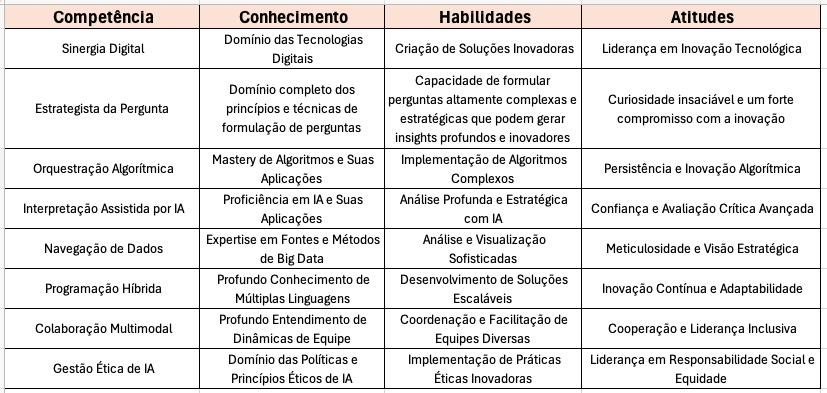 Competência Conhecimento Habilidades Atitudes
Sinergia Digital
Domínio das Tecnologias
Digitais
Criação de Soluções Inovadoras
Liderança em Inovação Tecnológica
Estrategista da Pergunta
Domínio completo dos
princípios e técnicas de
formulação de perguntas
Capacidade de formular
perguntas altamente complexas e
estratégicas que podem gerar
insights profundos e inovadores
Curiosidade insaciável e um forte
compromisso com a inovação
Orquestração Algorítmica
Mastery de Algoritmos e Suas
Aplicações
Implementação de Algoritmos
Complexos
Persistência e Inovação Algorítmica
Interpretação Assistida por IA
Proficiência em IA e Suas
Aplicações
Análise Profunda e Estratégica
com IA
Confiança e Avaliação Crítica Avançada
Navegação de Dados
Expertise em Fontes e Métodos
de Big Data
Análise e Visualização
Sofisticadas
Meticulosidade e Visão Estratégica
Programação Híbrida
Profundo Conhecimento de
Múltiplas Linguagens
Desenvolvimento de Soluções
Escaláveis
Inovação Contínua e Adaptabilidade
Colaboração Multimodal
Profundo Entendimento de
Dinâmicas de Equipe
Coordenação e Facilitação de
Equipes Diversas
Cooperação e Liderança Inclusiva
Gestão Ética de IA
Domínio das Políticas e
Princípios Éticos de IA
Implementação de Práticas
Éticas Inovadoras
Liderança em Responsabilidade Social e
Equidade